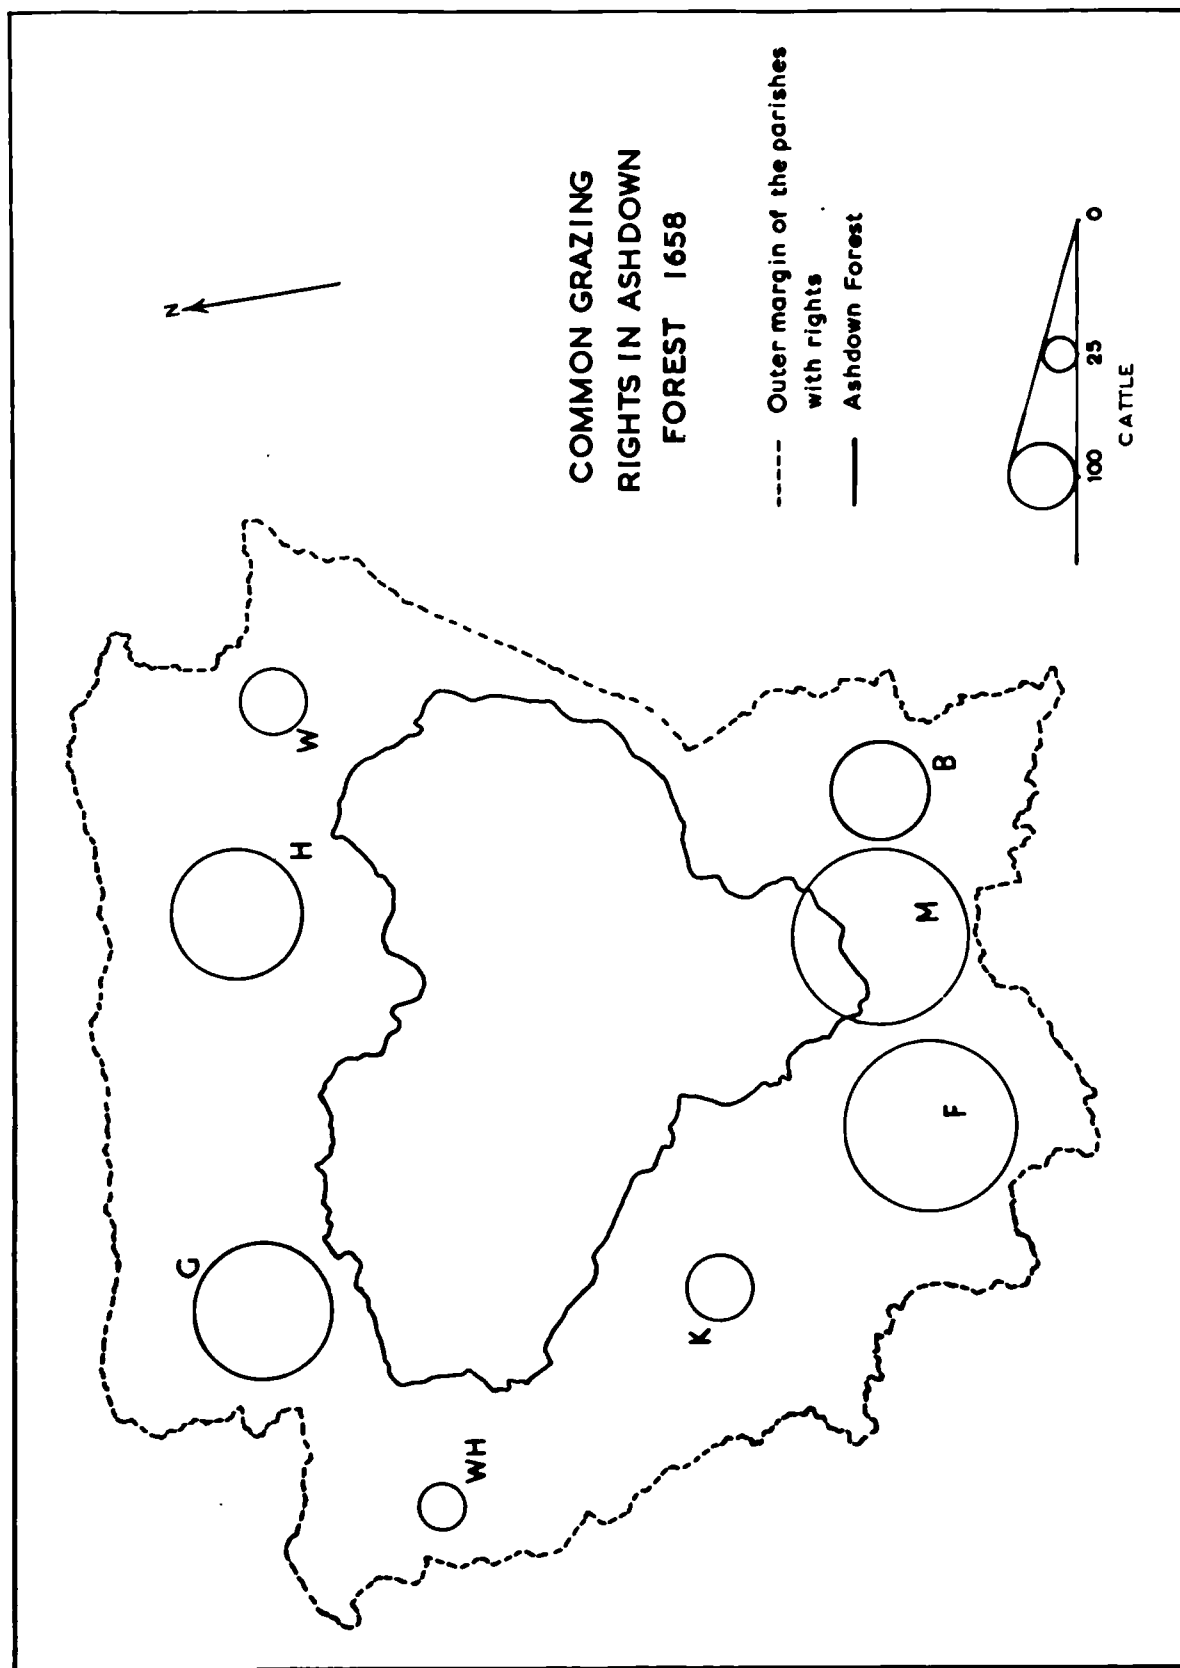 COMMON GRAZING
RIGHTS IN ASHDOWN
FOREST 1658
Outer margin of the parishes
with rights
Ashdown Forest
100 25 0
CATTLE
N
WH
G
H
W
K
F
M
B